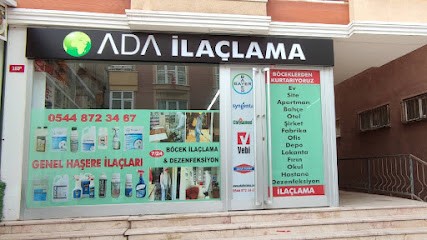 ADA İLAÇLAMA
0544 872 34 67
BÖCEK İLAÇLAMA
& DEZENFEKSİYON
GENEL HAŞERE İLAÇLARI
BAYER
syngenta
Vebi
BÖCEKLERDEN
KURTARIYORUZ
Ev
Site
Apartman
Bahçe
Otel
Şirket
Fabrika
Ofis
Depo
Lokanta
Fırın
Okul
Hastane
Dezenfeksiyon
İLAÇLAMA